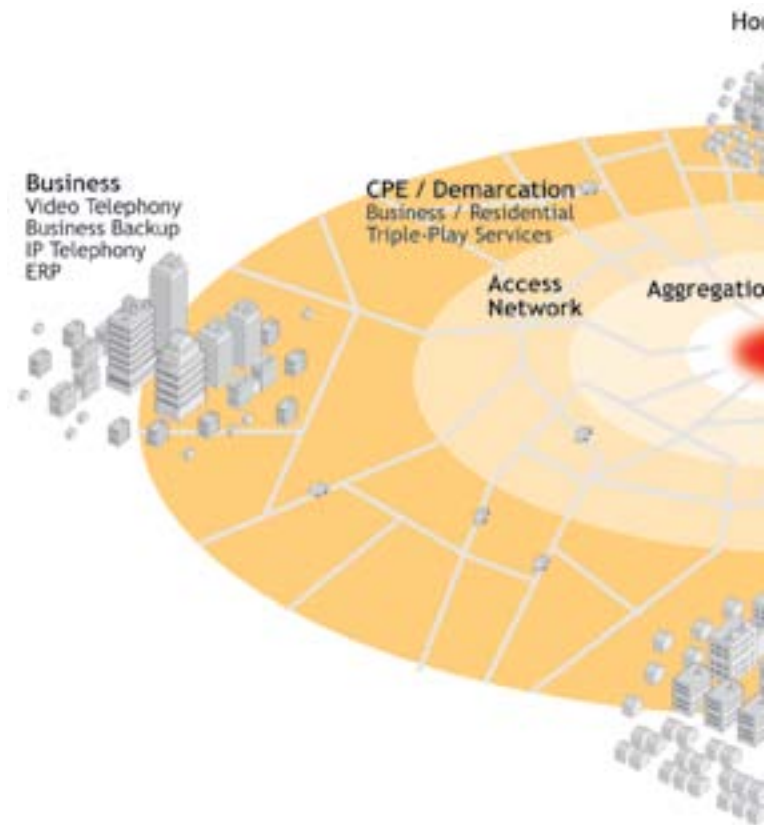 Business
Video Telephony
Business Backup
IP Telephony
ERP
CPE / Demarcation
Business / Residential
Triple-Play Services
Access
Network